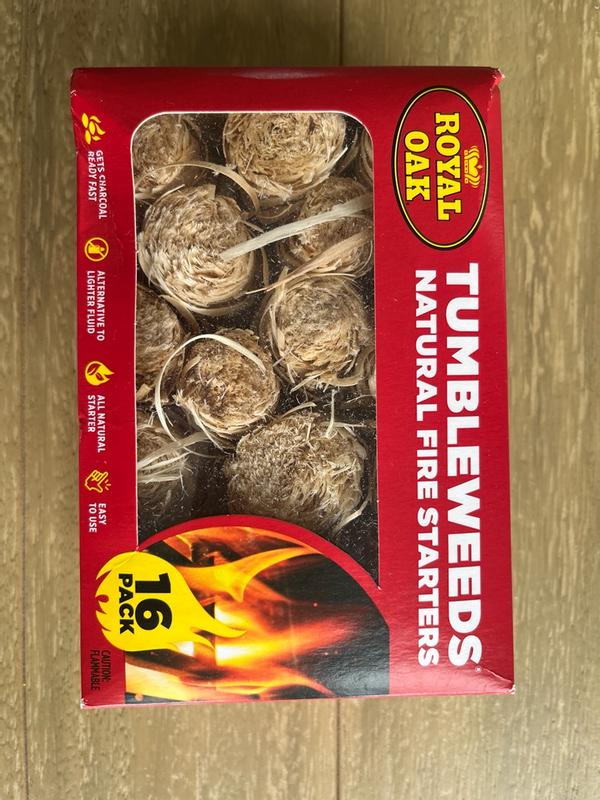 ROYAL
OAK
TUMBLEWEEDS®
NATURAL FIRE STARTERS
GETS CHARCOAL
READY FAST
ALTERNATIVE TO
LIGHTER FLUID
ALL NATURAL
STARTER
EASY
TO USE
16
PACK
CAUTION:
FLAMMABLE